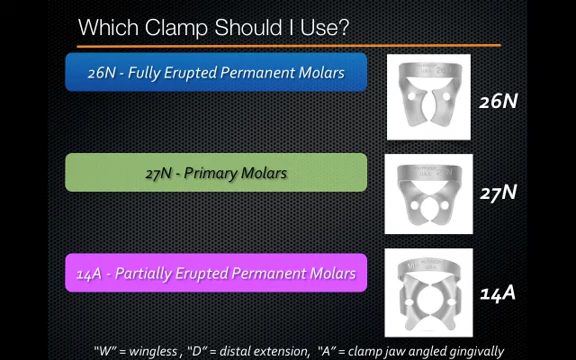 Which Clamp Should I Use?
26N - Fully Erupted Permanent Molars
26N
27N - Primary Molars
27N
14A - Partially Erupted Permanent Molars
14A
"W" = wingless , "D" = distal extension, "A" = clamp jaw angled gingivally